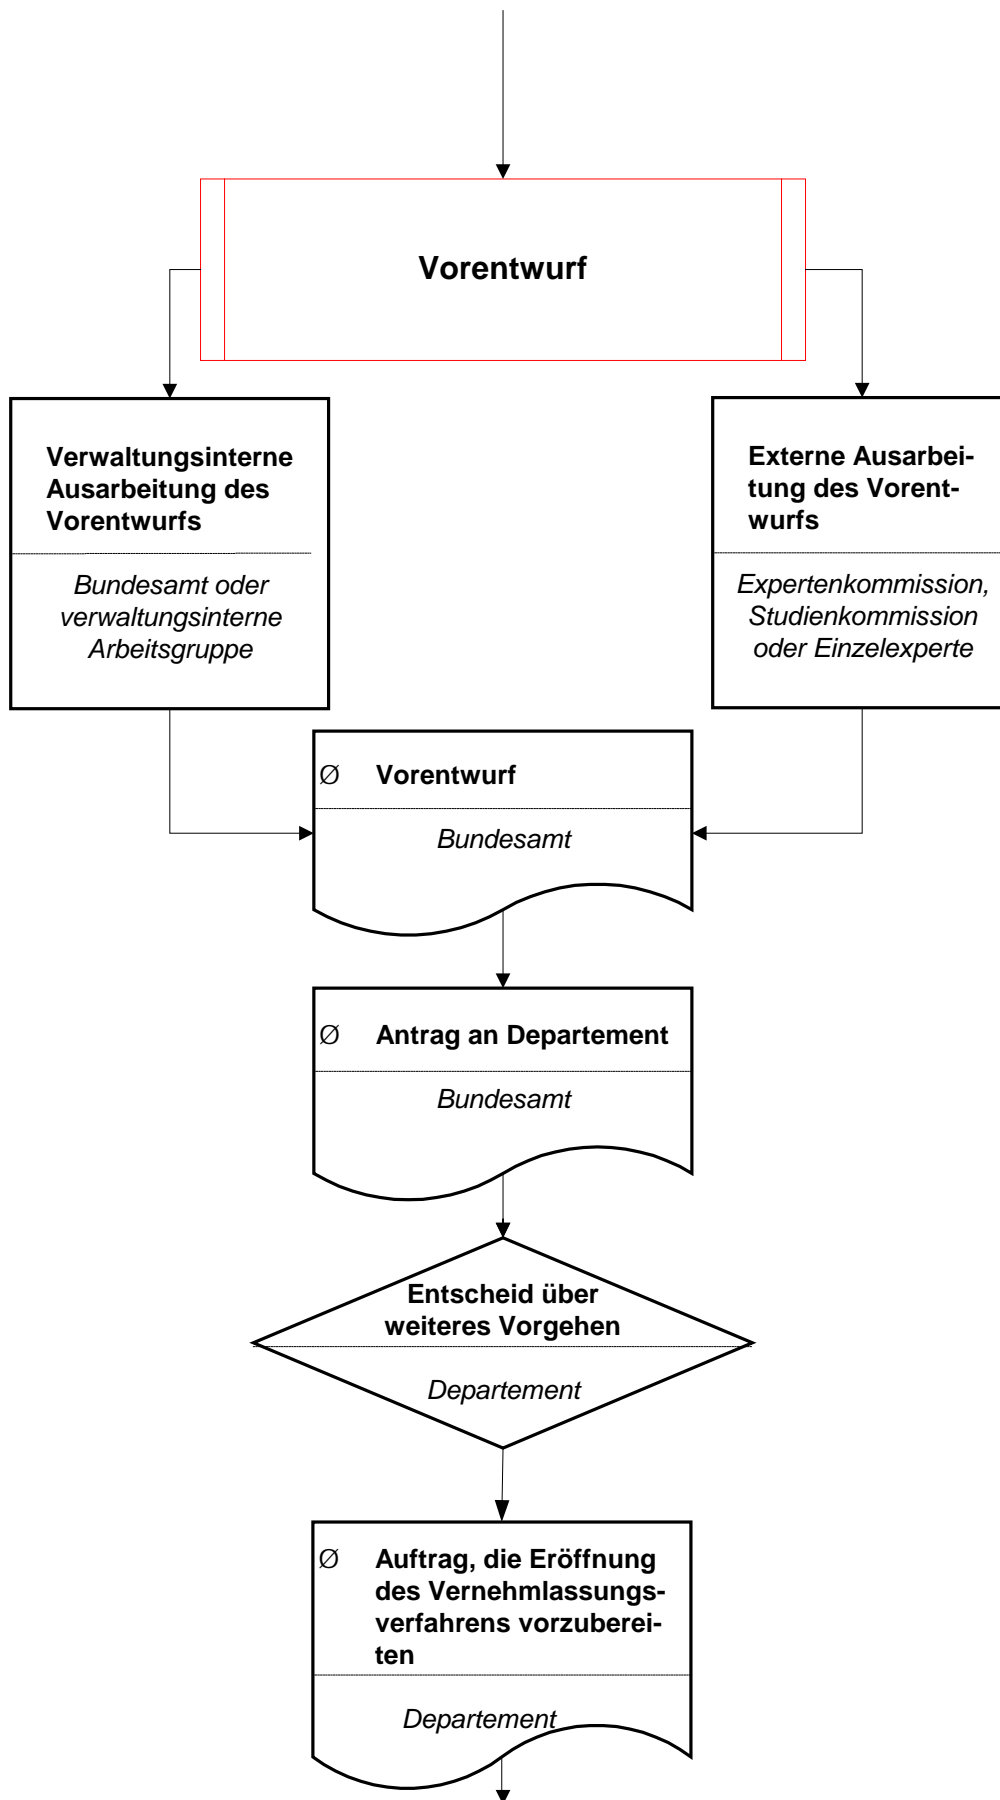 Vorentwurf
Verwaltungsinterne
Ausarbeitung des
Vorentwurfs
Bundesamt oder
verwaltungsinterne
Arbeitsgruppe
Externe Ausarbei-
tung des Vorent-
wurfs
Expertenkommission,
Studienkommission
oder Einzelexperte
Ø Vorentwurf
Bundesamt
Ø Antrag an Departement
Bundesamt
Entscheid über
weiteres Vorgehen
Departement
Ø Auftrag, die Eröffnung
des Vernehmlassungs-
verfahrens vorzuberei-
ten
Departement